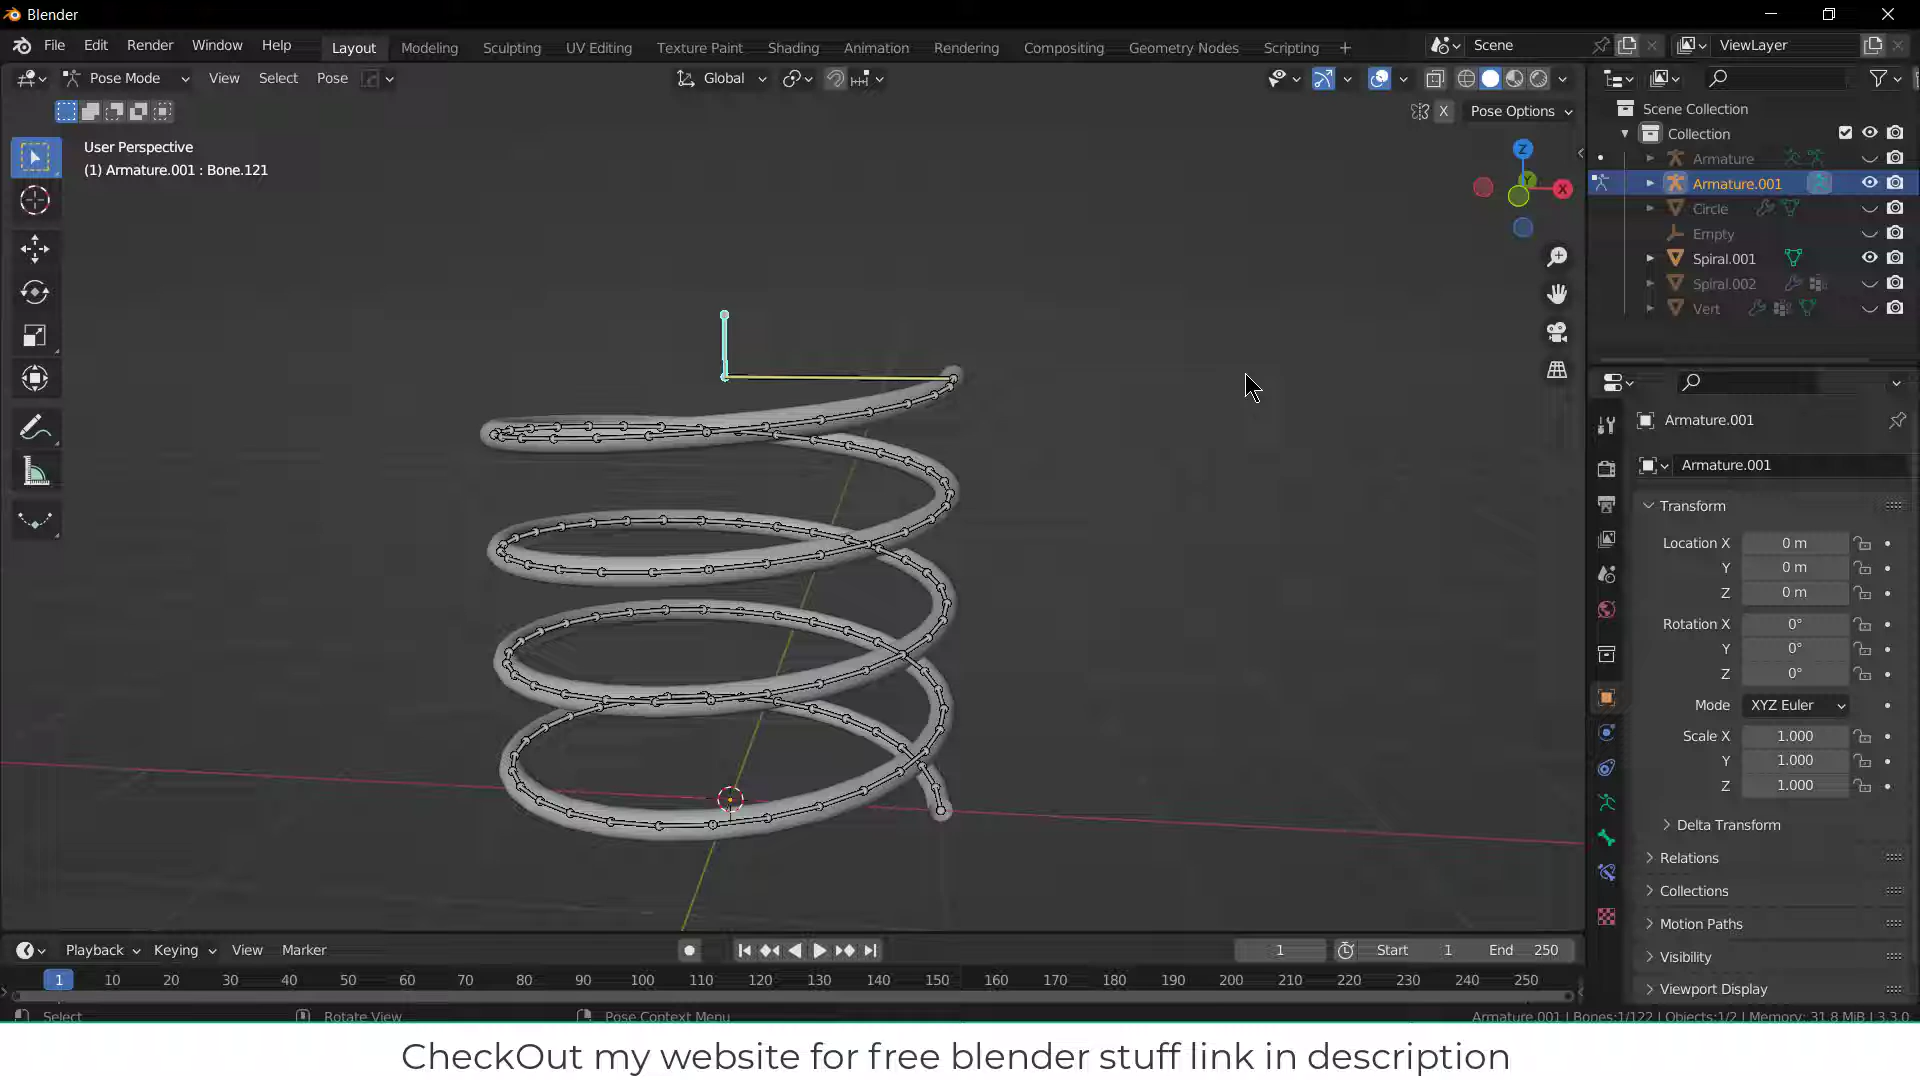 Blender
File Edit Render Window Help Layout Modeling Sculpting UV Editing Texture Paint Shading Animation Rendering Compositing Geometry Nodes Scripting + Scene ViewLayer
Pose Mode View Select Pose Global
X Pose Options
User Perspective
(1) Armature.001 : Bone.121
Z
Y
X
Scene Collection
Collection
Armature
Armature.001
Circle
Empty
Spiral.001
Spiral.002
Vert
Armature.001
Armature.001
Transform
Location X 0 m
Y 0 m
Z 0 m
Rotation X 0°
Y 0°
Z 0°
Mode XYZ Euler
Scale X 1.000
Y 1.000
Z 1.000
Delta Transform
Relations
Collections
Motion Paths
Visibility
Viewport Display
Playback Keying View Marker 1 Start 1 End 250
1 10 20 30 40 50 60 70 80 90 100 110 120 130 140 150 160 170 180 190 200 210 220 230 240 250
Select Rotate View Pose Context Menu Armature.001 | Bones:1/122 | Objects:1/2 | Memory: 31.8 MiB | 3.3.0
CheckOut my website for free blender stuff link in description